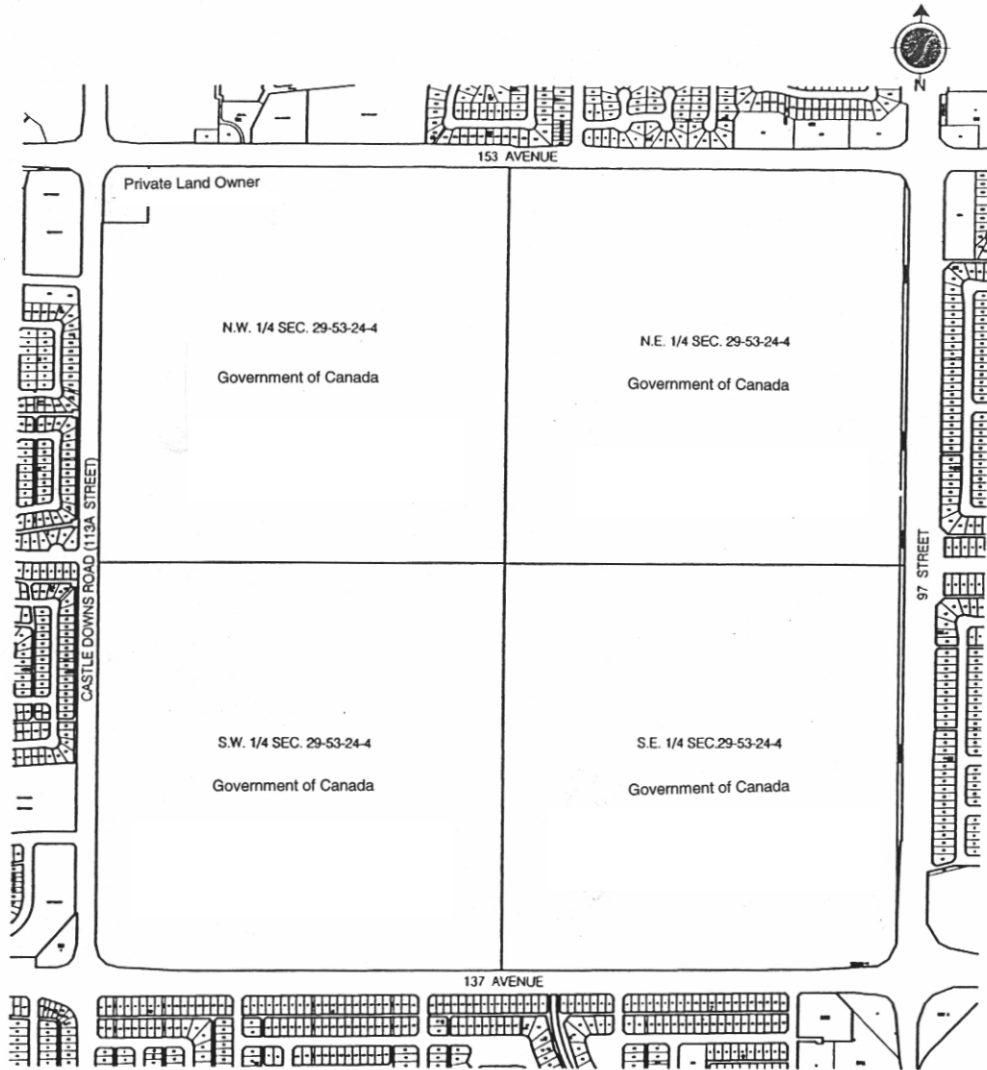 N
153 AVENUE
Private Land Owner
N.W. 1/4 SEC. 29-53-24-4
Government of Canada
N.E. 1/4 SEC. 29-53-24-4
Government of Canada
CASTLE DOWNS ROAD (113A STREET)
97 STREET
S.W. 1/4 SEC. 29-53-24-4
Government of Canada
S.E. 1/4 SEC.29-53-24-4
Government of Canada
137 AVENUE